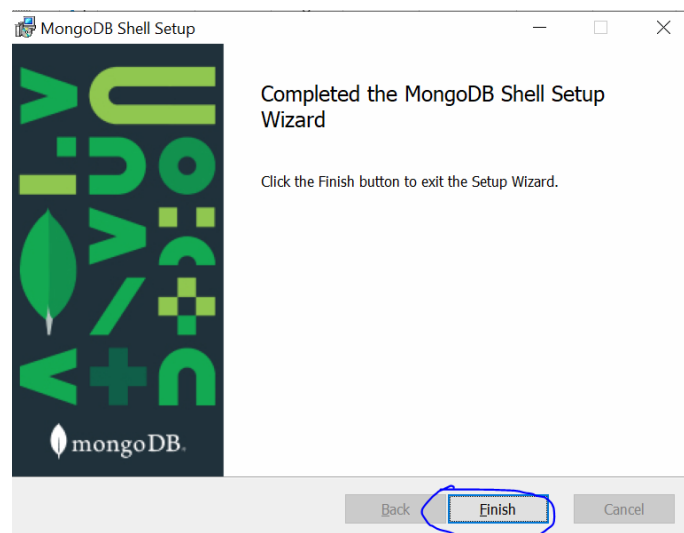 MongoDB Shell Setup
Completed the MongoDB Shell Setup
Wizard
Click the Finish button to exit the Setup Wizard.
mongoDB.
Back
Finish
Cancel